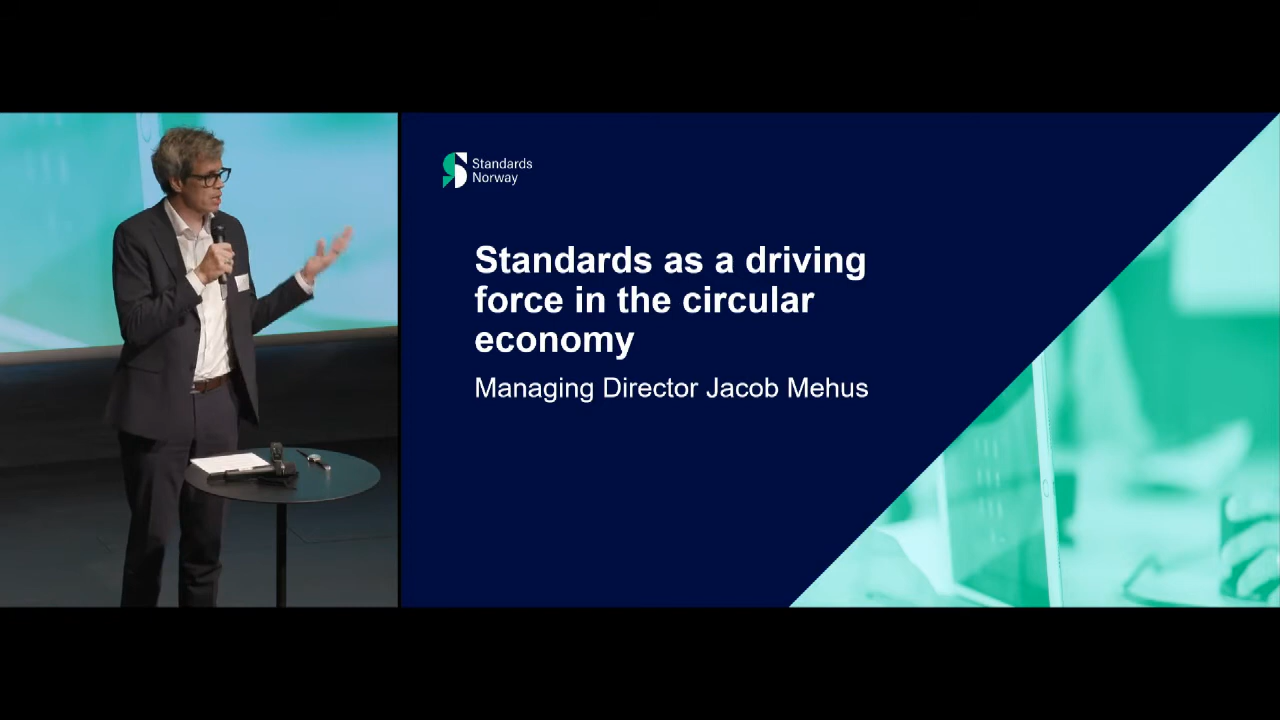 Standards
Norway
Standards as a driving
force in the circular
economy
Managing Director Jacob Mehus